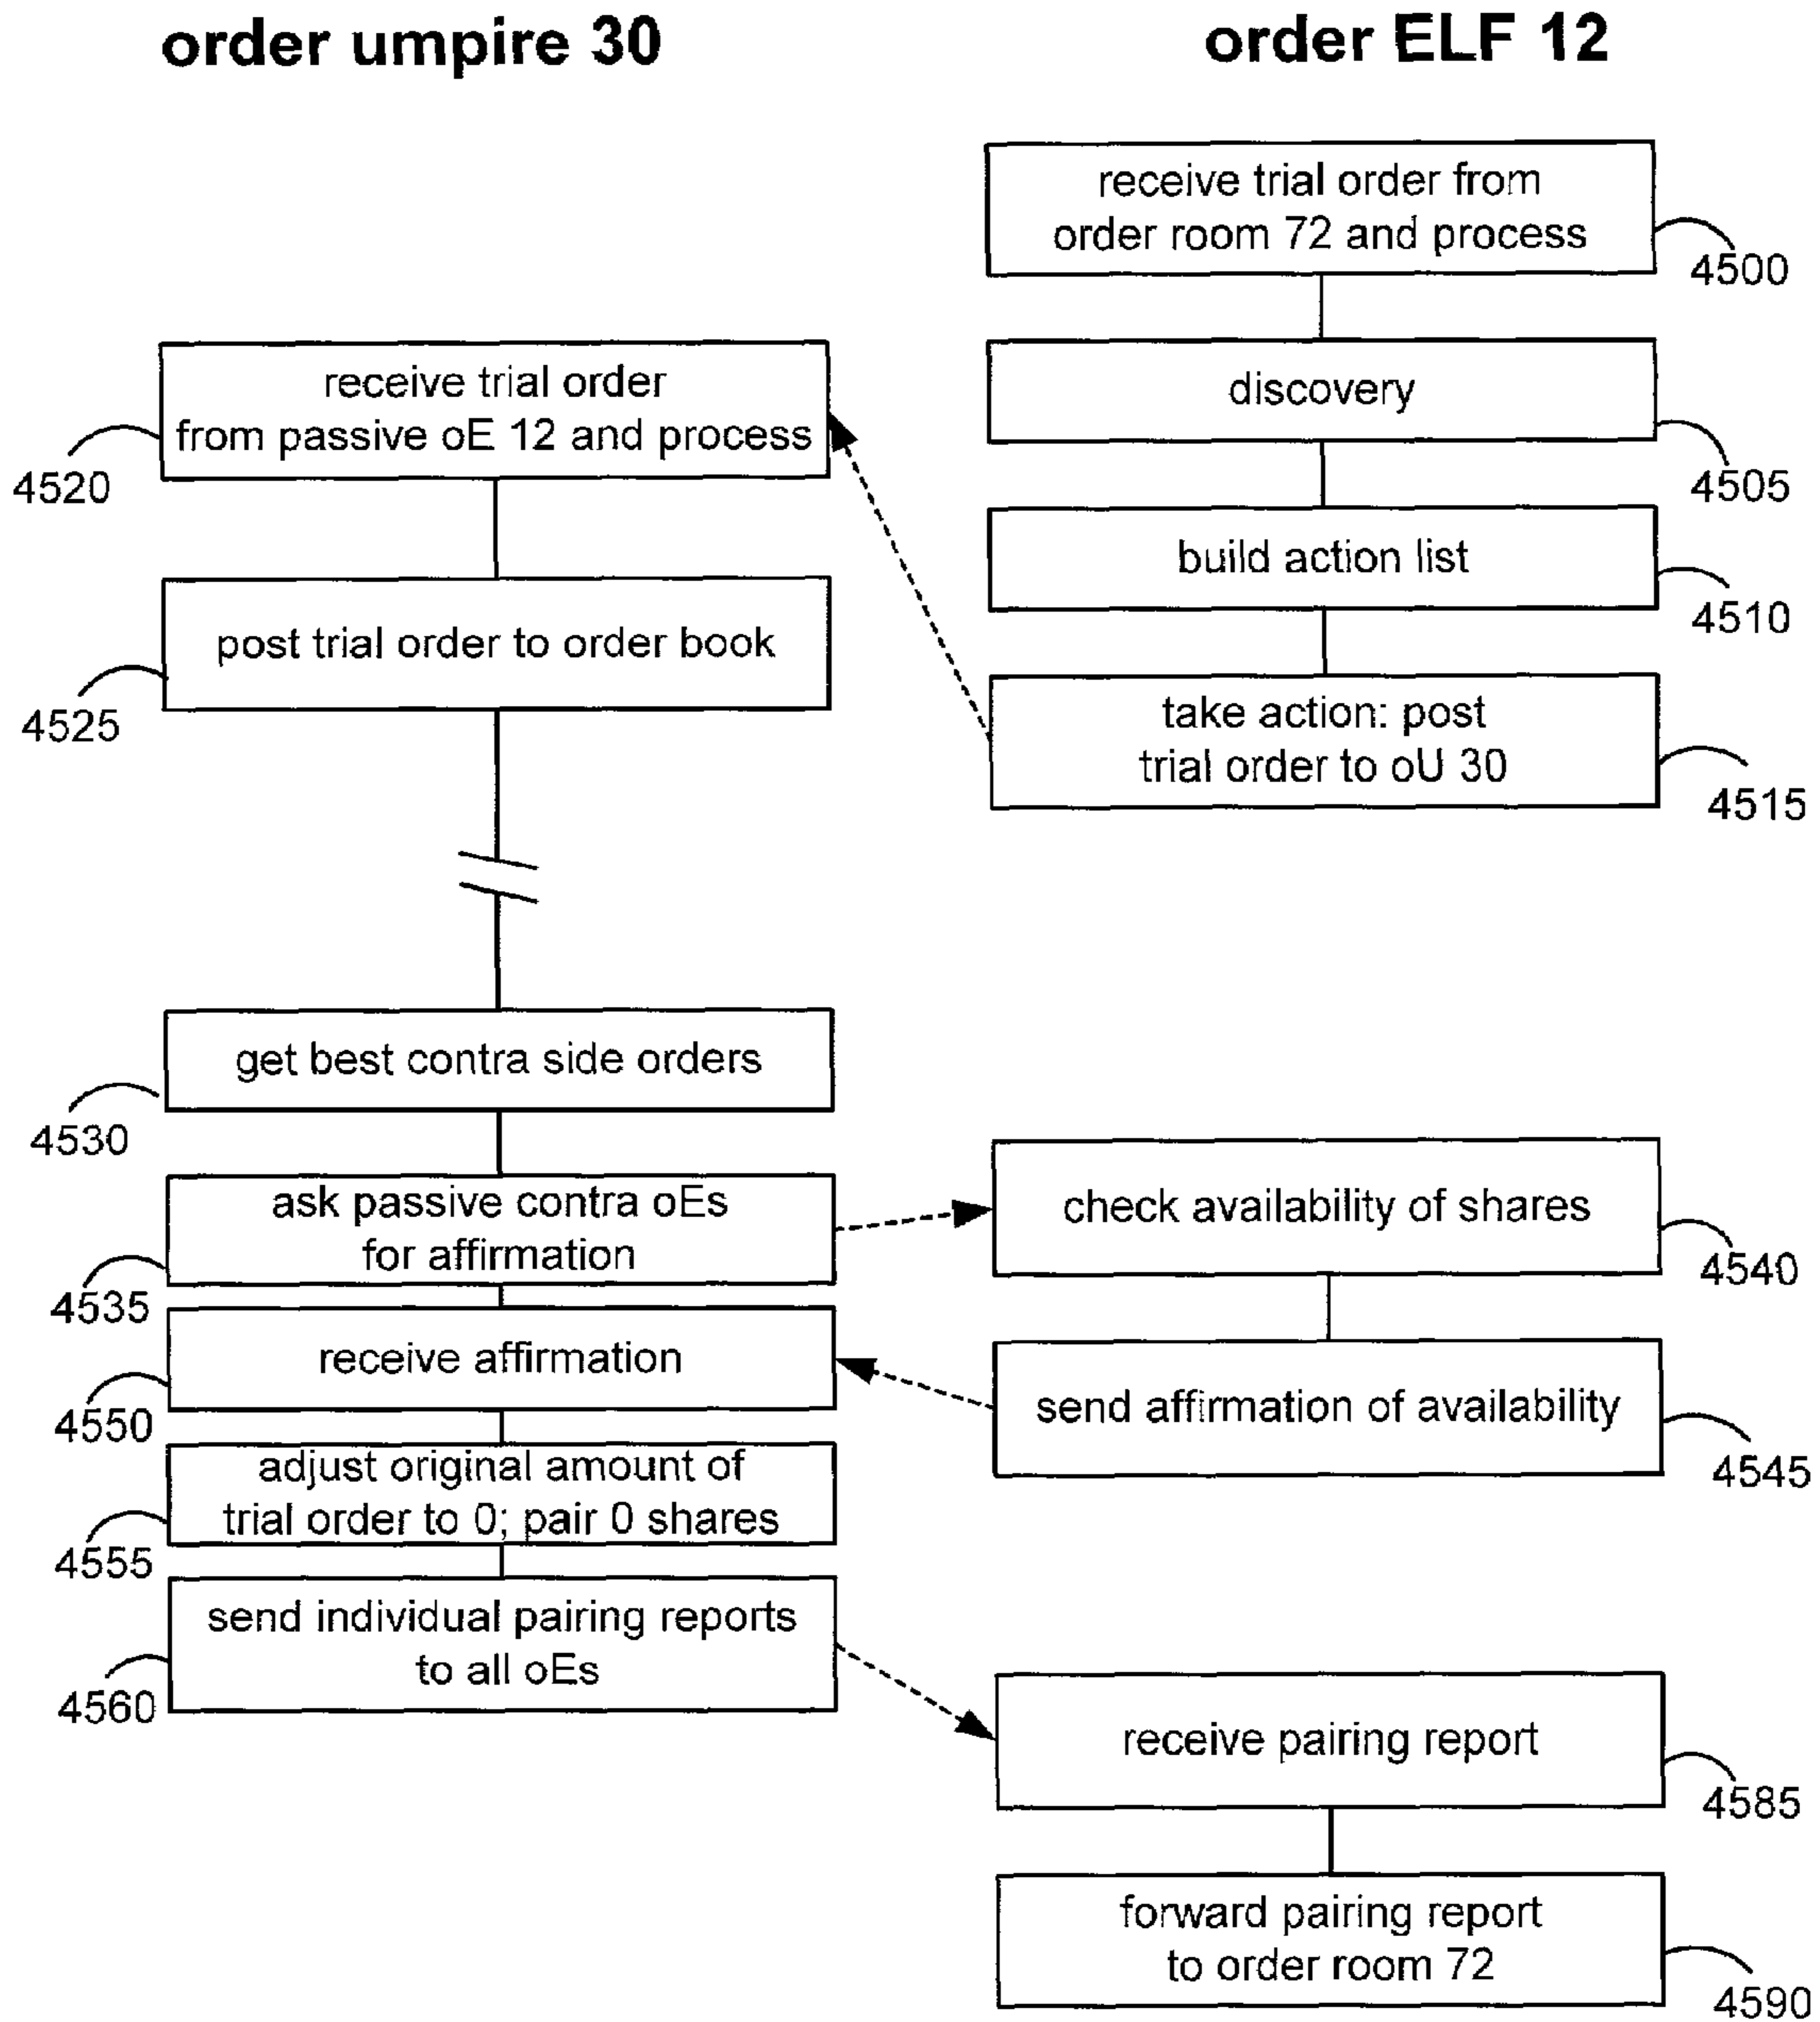 order umpire 30
order ELF 12
receive trial order from
order room 72 and process
4500
discovery
4505
build action list
4510
take action: post
trial order to oU 30
4515
receive trial order
from passive oE 12 and process
4520
post trial order to order book
4525
get best contra side orders
4530
ask passive contra oEs
for affirmation
4535
check availability of shares
4540
send affirmation of availability
4545
receive affirmation
4550
adjust original amount of
trial order to 0; pair 0 shares
4555
send individual pairing reports
to all oEs
4560
receive pairing report
4585
forward pairing report
to order room 72
4590